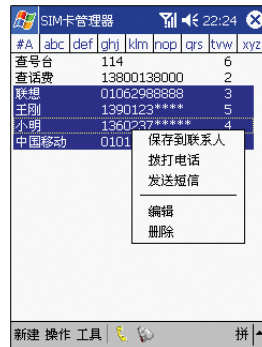 SIM卡管理器 22:24
#A abc def ghj klm nop qrs tvw xyz
查号台 114 6
查话费 13800138000 2
联想 01062988888 3
王刚 1390123**** 5
小明 1360237***** 4
中国移动 0101
保存到联系人
拨打电话
发送短信
编辑
删除
新建 操作 工具 拼